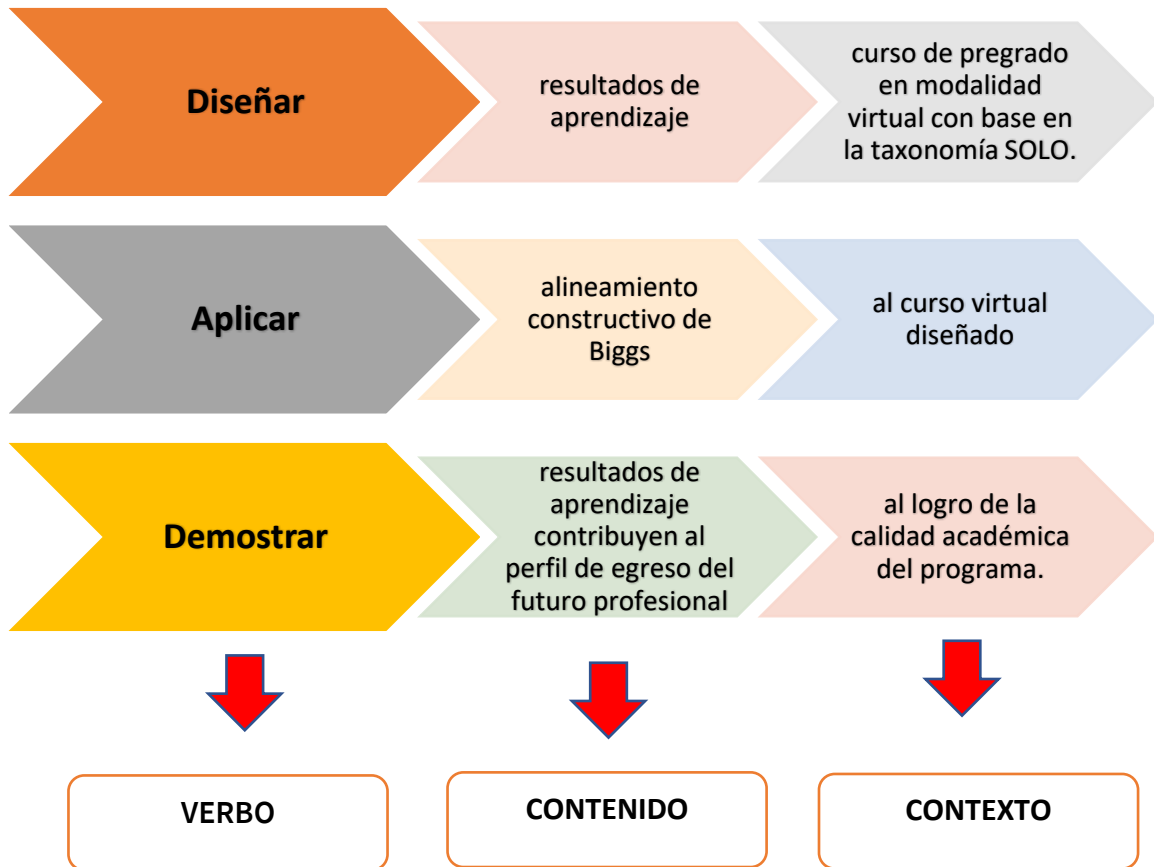 Diseñar
resultados de
aprendizaje
curso de pregrado
en modalidad
virtual con base en
la taxonomía SOLO.
Aplicar
alineamiento
constructivo de
Biggs
al curso virtual
diseñado
Demostrar
resultados de
aprendizaje
contribuyen al
perfil de egreso del
futuro profesional
al logro de la
calidad académica
del programa.
VERBO
CONTENIDO
CONTEXTO